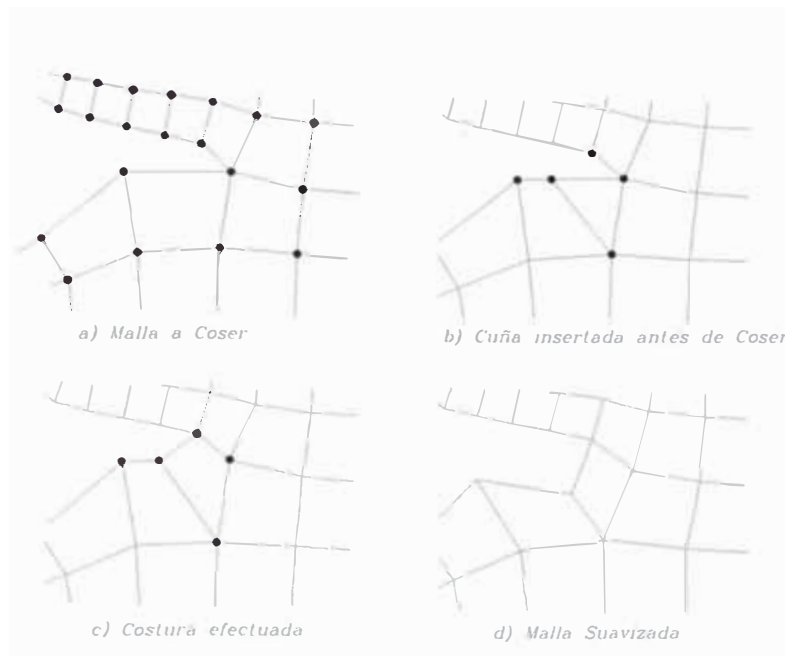 a) Malla a Coser
b) Cuña insertada antes de Coser
c) Costura efectuada
d) Malla Suavizada